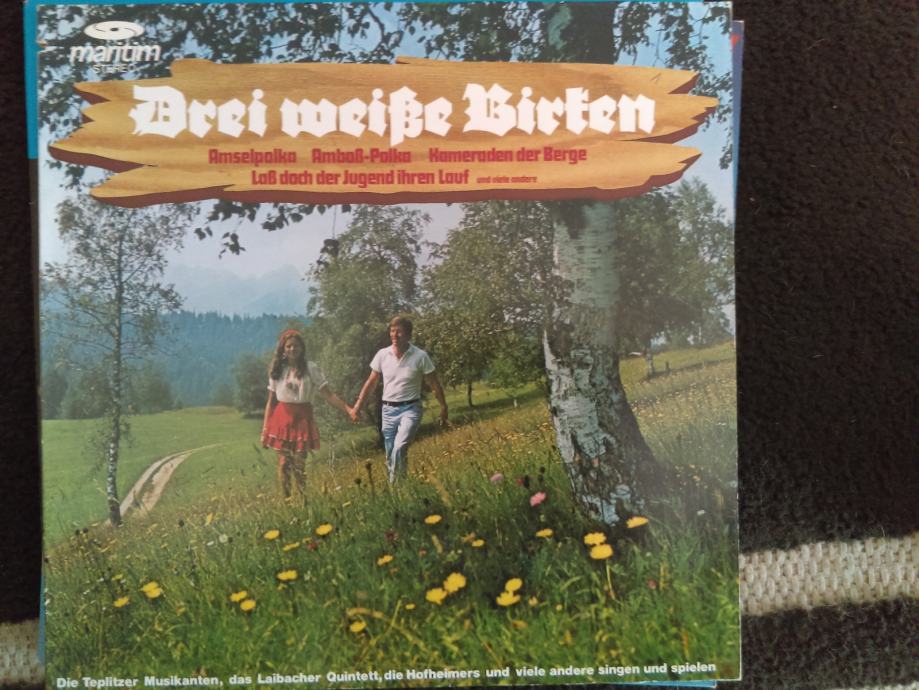 maritim
STEREO
Drei weiße Birken
Amselpolka Amboß-Polka Kameraden der Berge
Laß doch der Jugend ihren Lauf und viele andere
Die Teplitzer Musikanten, das Laibacher Quintett, die Hofheimers und viele andere singen und spielen